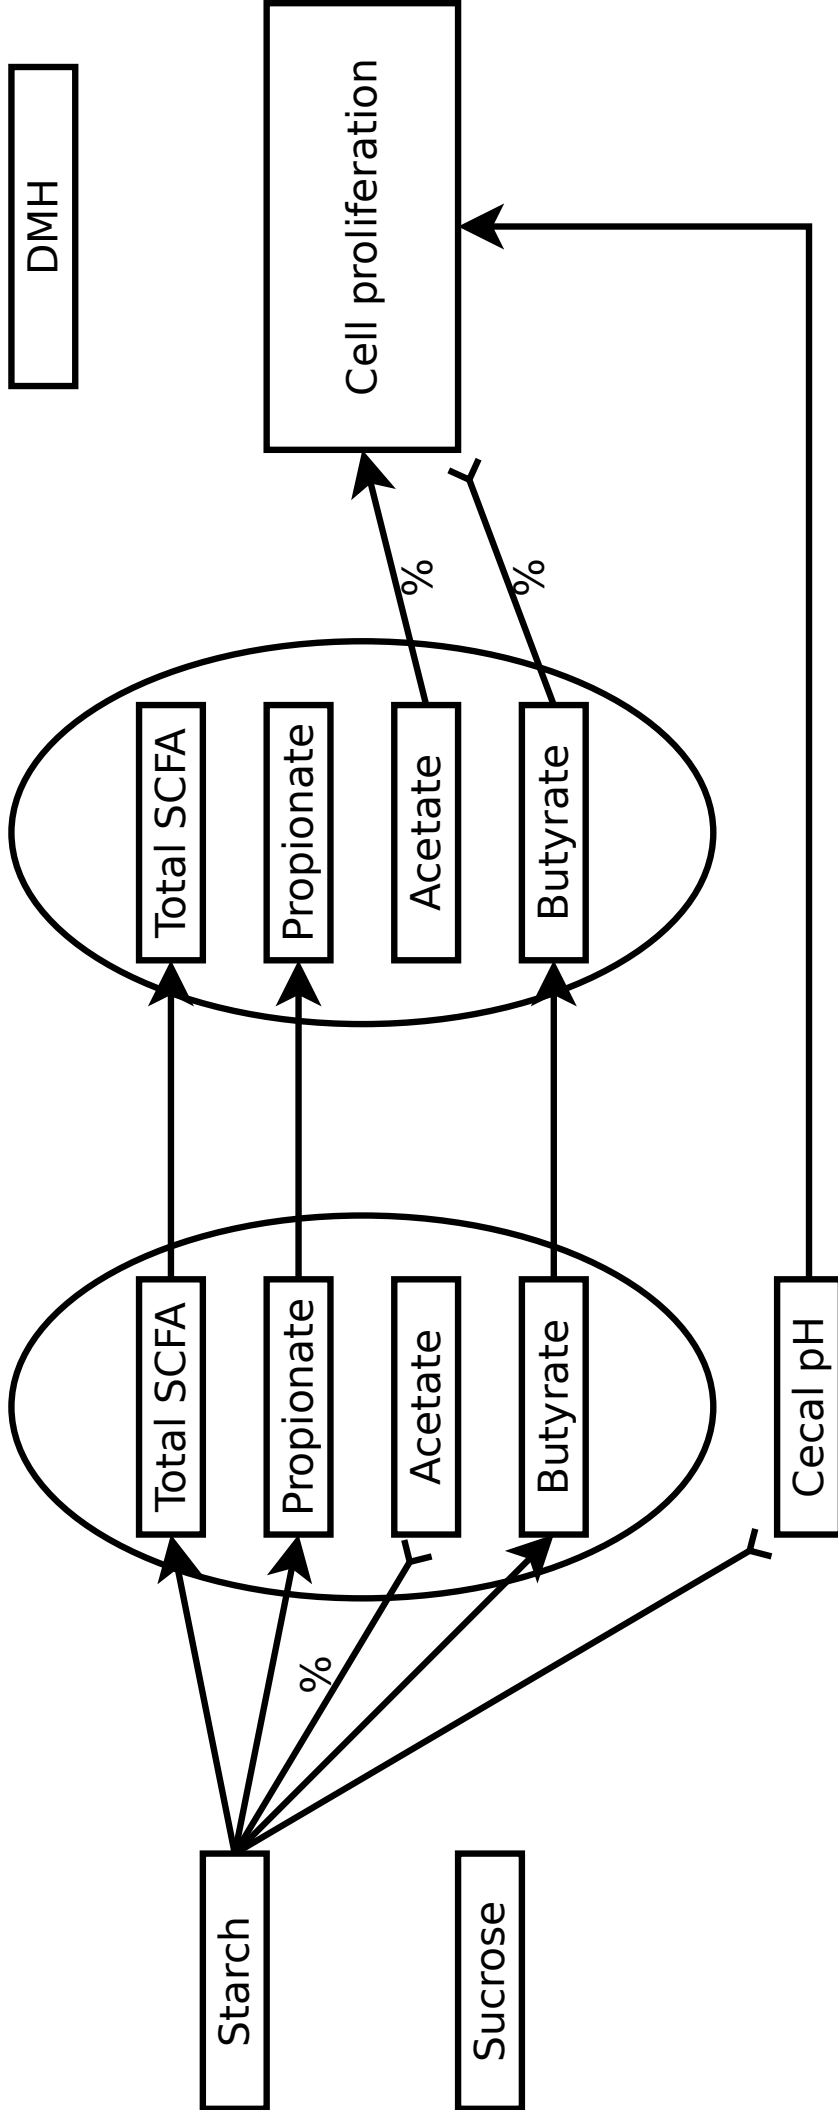 DMH
Cell proliferation
%
%
Total SCFA
Propionate
Acetate
Butyrate
Total SCFA
Propionate
Acetate
Butyrate
Cecal pH
%
Starch
Sucrose